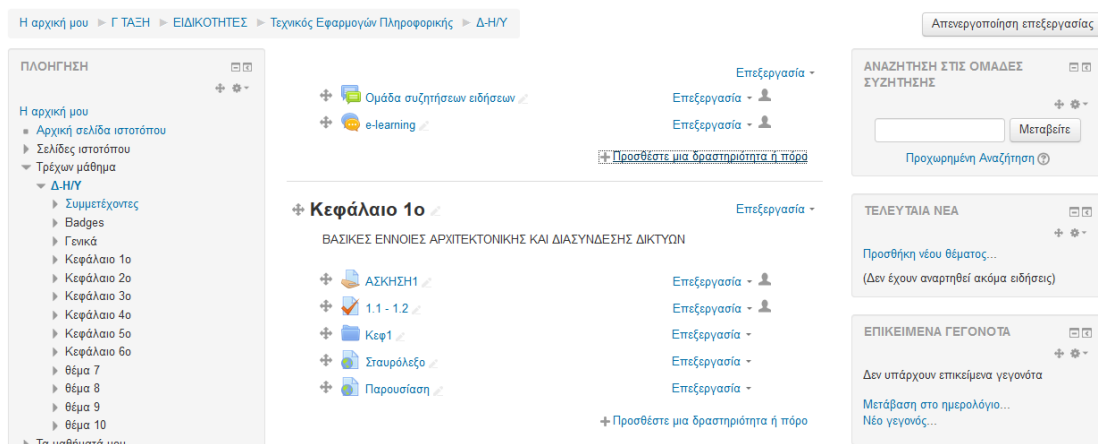 Η αρχική μου ► Γ ΤΑΞΗ ► ΕΙΔΙΚΟΤΗΤΕΣ ► Τεχνικός Εφαρμογών Πληροφορικής ► Δ-Η/Υ
Απενεργοποίηση επεξεργασίας
ΠΛΟΗΓΗΣΗ
Η αρχική μου
Αρχική σελίδα ιστοτόπου
Σελίδες ιστοτόπου
Τρέχων μάθημα
Δ-Η/Υ
Συμμετέχοντες
Badges
Γενικά
Κεφάλαιο 1ο
Κεφάλαιο 2ο
Κεφάλαιο 3ο
Κεφάλαιο 4ο
Κεφάλαιο 5ο
Κεφάλαιο 6ο
θέμα 7
θέμα 8
θέμα 9
θέμα 10
Τα μαθήματά μου
Επεξεργασία
Ομάδα συζητήσεων ειδήσεων Επεξεργασία
e-learning Επεξεργασία
Προσθέστε μια δραστηριότητα ή πόρο
Κεφάλαιο 1ο Επεξεργασία
ΒΑΣΙΚΕΣ ΕΝΝΟΙΕΣ ΑΡΧΙΤΕΚΤΟΝΙΚΗΣ ΚΑΙ ΔΙΑΣΥΝΔΕΣΗΣ ΔΙΚΤΥΩΝ
ΑΣΚΗΣΗ1 Επεξεργασία
1.1 - 1.2 Επεξεργασία
Κεφ1 Επεξεργασία
Σταυρόλεξο Επεξεργασία
Παρουσίαση Επεξεργασία
Προσθέστε μια δραστηριότητα ή πόρο
ΑΝΑΖΗΤΗΣΗ ΣΤΙΣ ΟΜΑΔΕΣ
ΣΥΖΗΤΗΣΗΣ
Μεταβείτε
Προχωρημένη Αναζήτηση
ΤΕΛΕΥΤΑΙΑ ΝΕΑ
Προσθήκη νέου θέματος...
(Δεν έχουν αναρτηθεί ακόμα ειδήσεις)
ΕΠΙΚΕΙΜΕΝΑ ΓΕΓΟΝΟΤΑ
Δεν υπάρχουν επικείμενα γεγονότα
Μετάβαση στο ημερολόγιο...
Νέο γεγονός...